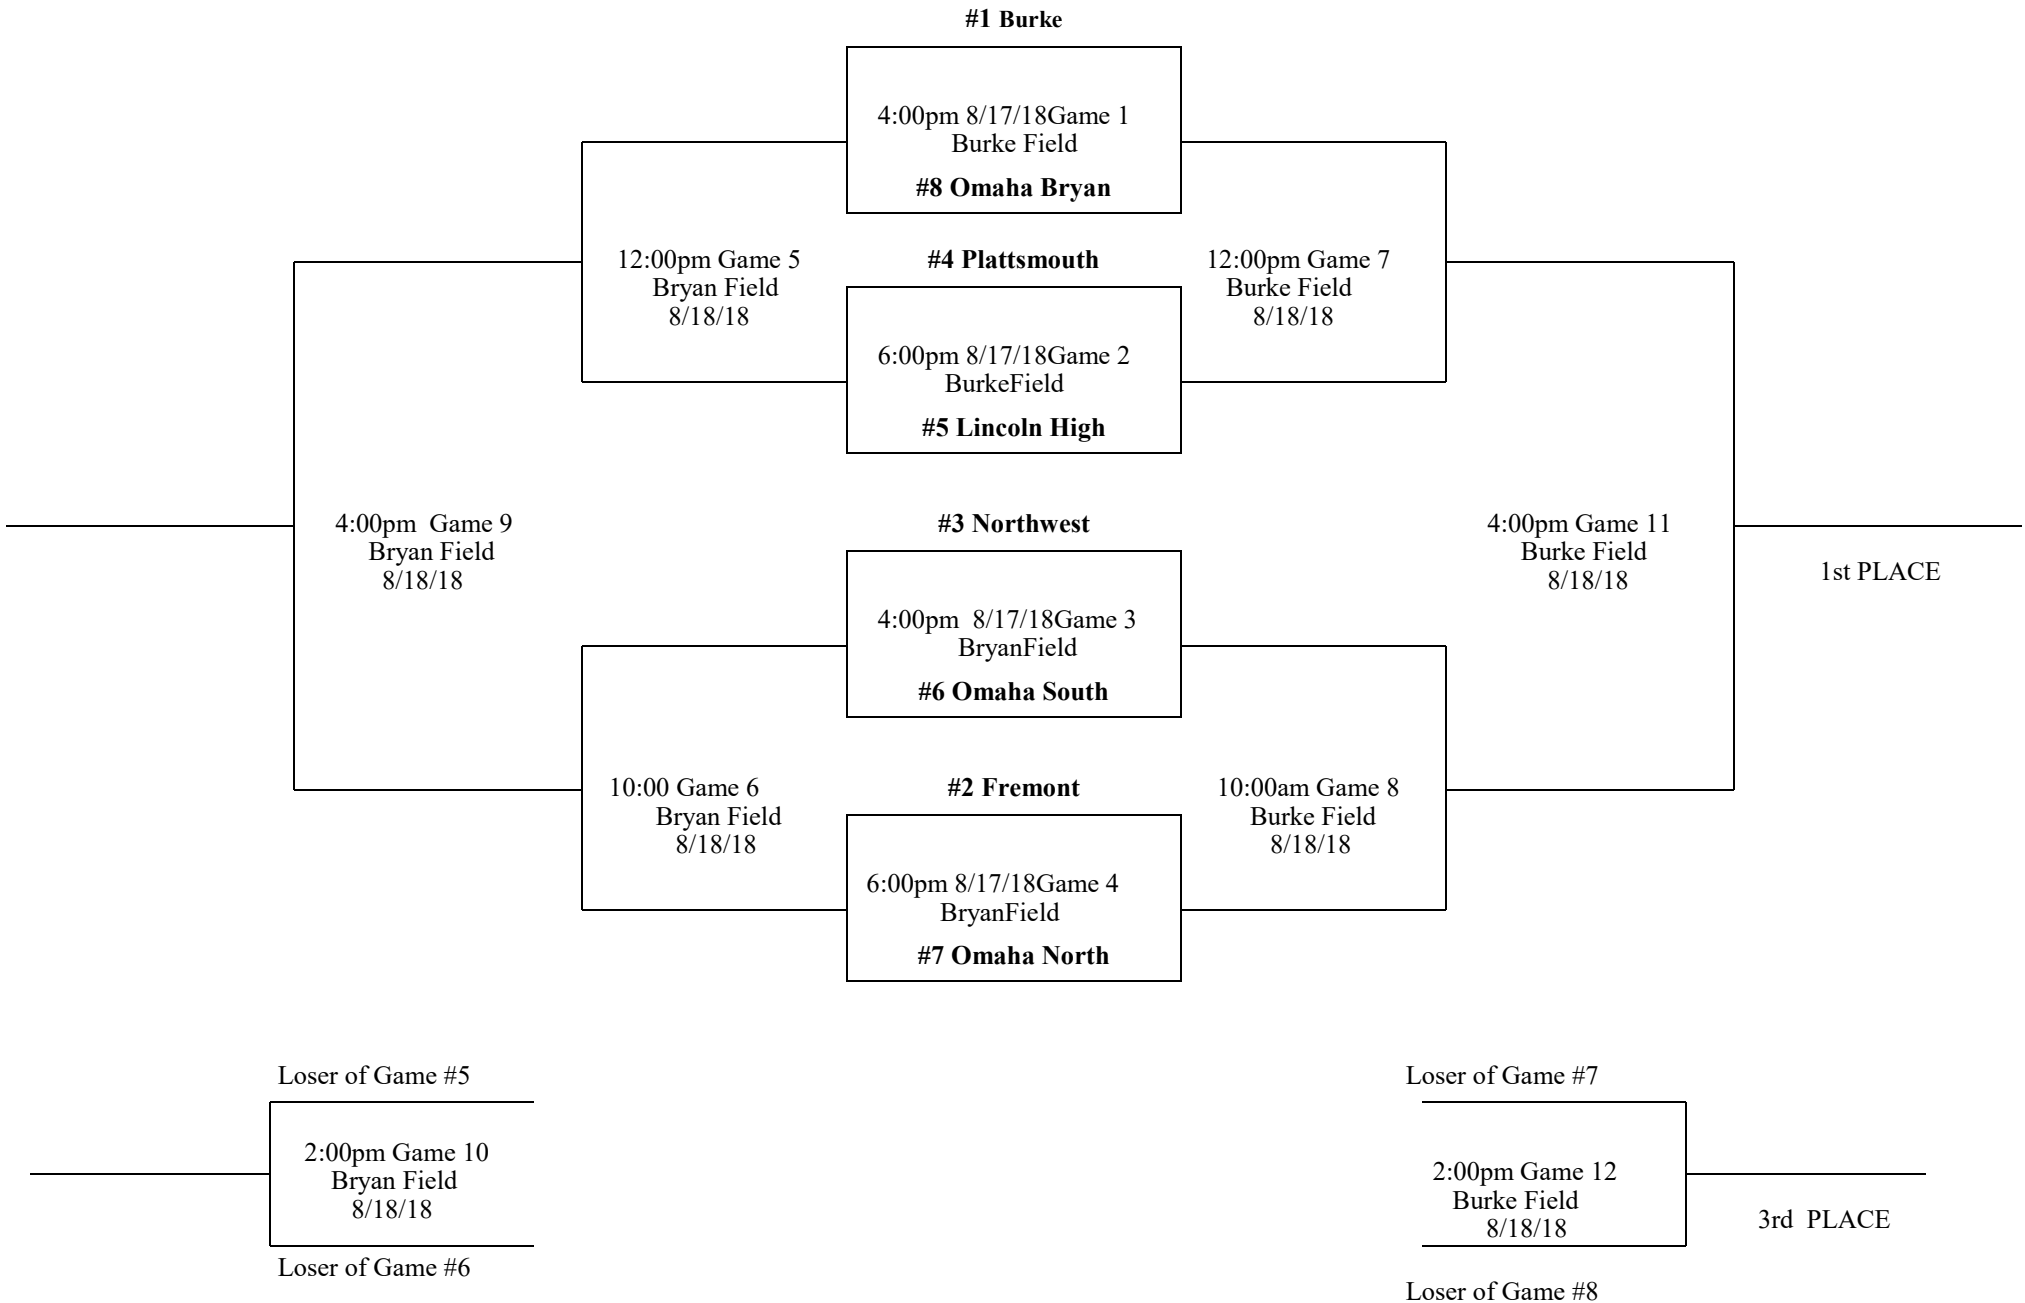 #1 Burke
4:00pm 8/17/18Game 1
Burke Field
#8 Omaha Bryan
12:00pm Game 5
Bryan Field
8/18/18
#4 Plattsmouth
12:00pm Game 7
Burke Field
8/18/18
6:00pm 8/17/18Game 2
BurkeField
#5 Lincoln High
4:00pm  Game 9
Bryan Field
8/18/18
#3 Northwest
4:00pm Game 11
Burke Field
8/18/18
1st PLACE
4:00pm  8/17/18Game 3
BryanField
#6 Omaha South
10:00 Game 6
Bryan Field
8/18/18
#2 Fremont
10:00am Game 8
Burke Field
8/18/18
6:00pm 8/17/18Game 4
BryanField
#7 Omaha North
Loser of Game #5
2:00pm Game 10
Bryan Field
8/18/18
Loser of Game #6
Loser of Game #7
2:00pm Game 12
Burke Field
8/18/18
3rd  PLACE
Loser of Game #8